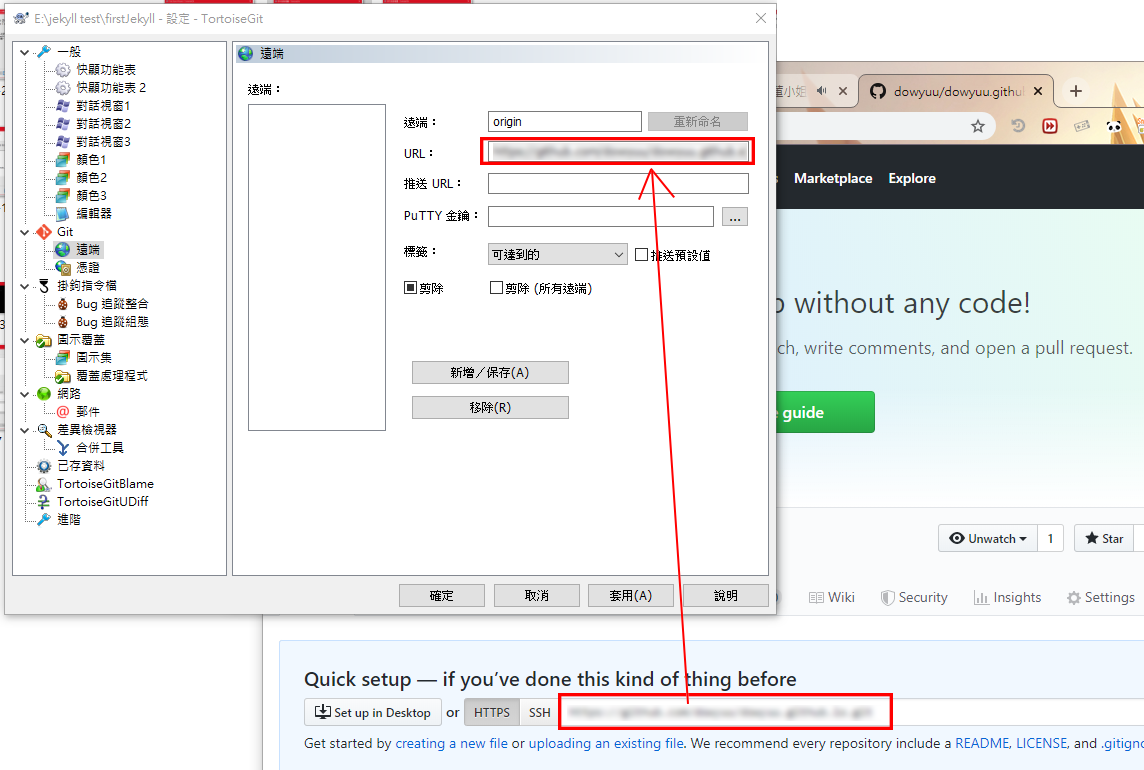 E:\jekyll test\firstJekyll - 設定 - TortoiseGit
一般
快顯功能表
快顯功能表 2
對話視窗1
對話視窗2
對話視窗3
顏色1
顏色2
顏色3
編輯器
Git
遠端
憑證
掛鉤指令檔
Bug 追蹤整合
Bug 追蹤組態
圖示覆蓋
圖示集
覆蓋處理程式
網路
郵件
差異檢視器
合併工具
已存資料
TortoiseGitBlame
TortoiseGitUDiff
進階
遠端
遠端：
遠端：
origin
重新命名
URL：
推送 URL：
PuTTY 金鑰：
...
標籤：
可達到的
推送預設值
剪除
剪除 (所有遠端)
新增／保存(A)
移除(R)
確定
取消
套用(A)
說明
小姐
dowyuu/dowyuu.githu
Marketplace
Explore
without any code!
ch, write comments, and open a pull request.
guide
Unwatch
1
Star
Wiki
Security
Insights
Settings
Quick setup — if you’ve done this kind of thing before
Set up in Desktop
or
HTTPS
SSH
Get started by creating a new file or uploading an existing file. We recommend every repository include a README, LICENSE, and .gitigno